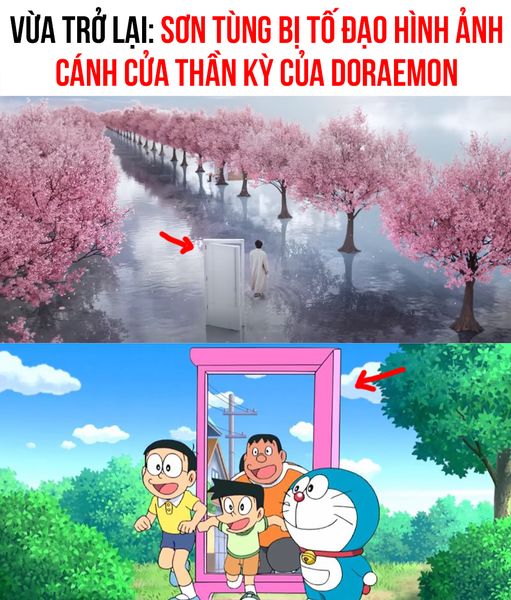 VỪA TRỞ LẠI: SƠN TÙNG BỊ TỐ ĐẠO HÌNH ẢNH
CÁNH CỬA THẦN KỲ CỦA DORAEMON